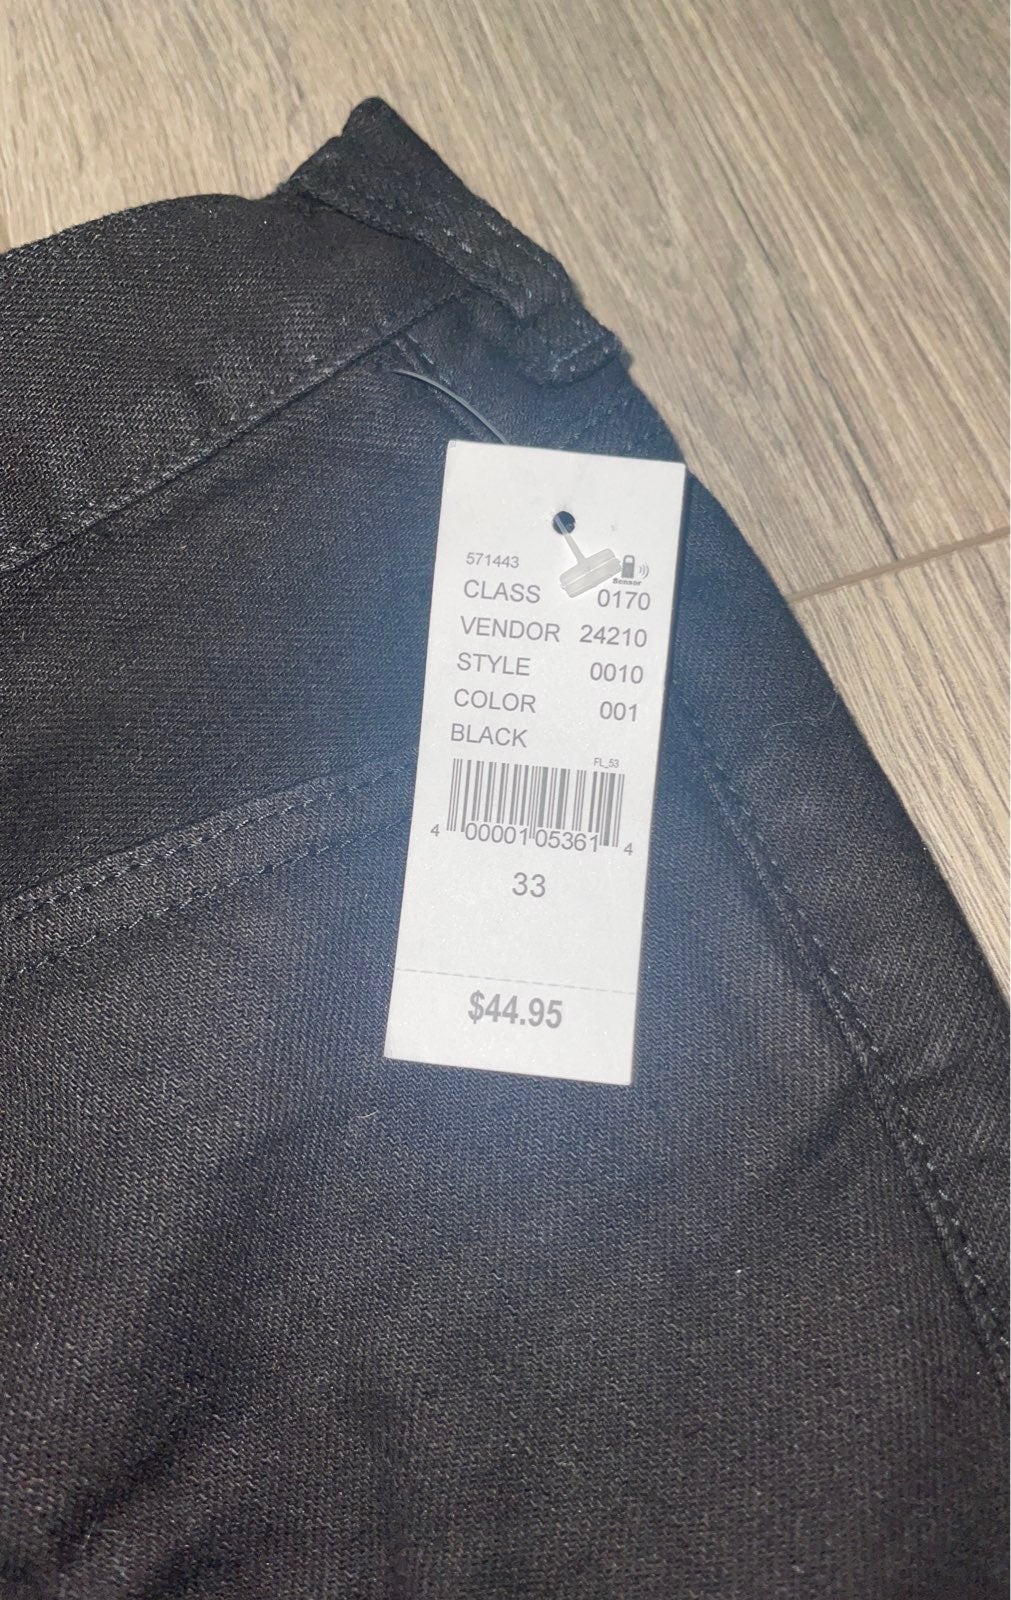 571443
Sensor
CLASS 0170
VENDOR 24210
STYLE 0010
COLOR 001
BLACK
FL_53
4 00001 05361 4
33
$44.95